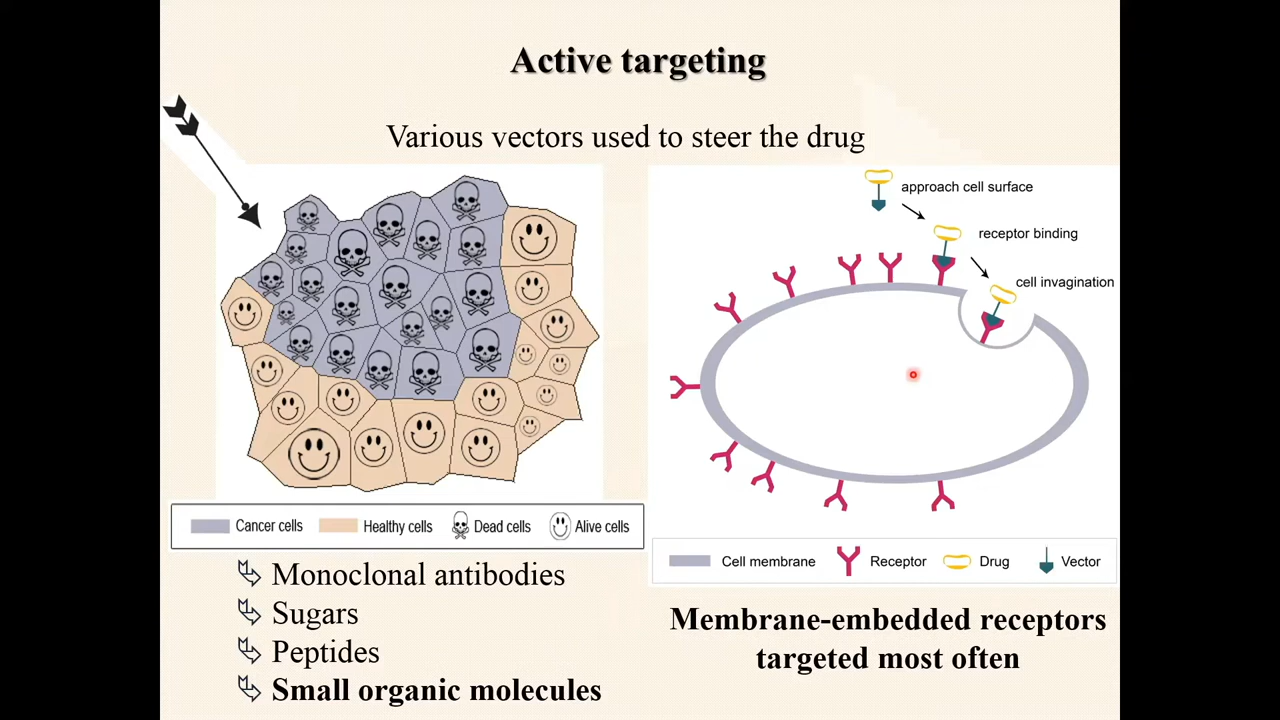 Active targeting
Various vectors used to steer the drug
approach cell surface
receptor binding
cell invagination
Cancer cells
Healthy cells
Dead cells
Alive cells
Cell membrane
Receptor
Drug
Vector
Monoclonal antibodies
Sugars
Peptides
Small organic molecules
Membrane-embedded receptors
targeted most often